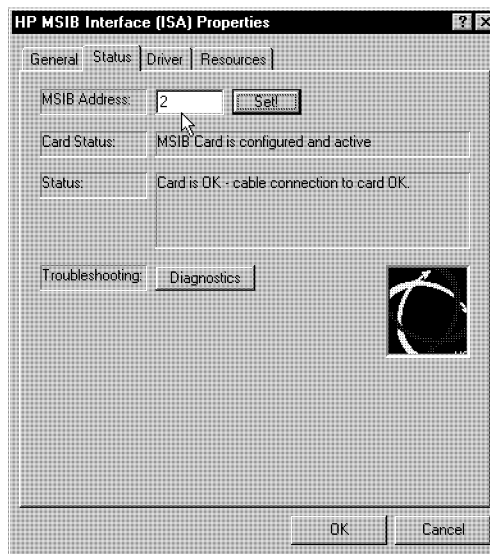 HP MSIB Interface (ISA) Properties
General Status Driver Resources
MSIB Address: 2 Set!
Card Status: MSIB Card is configured and active
Status: Card is OK - cable connection to card OK.
Troubleshooting: Diagnostics
OK Cancel